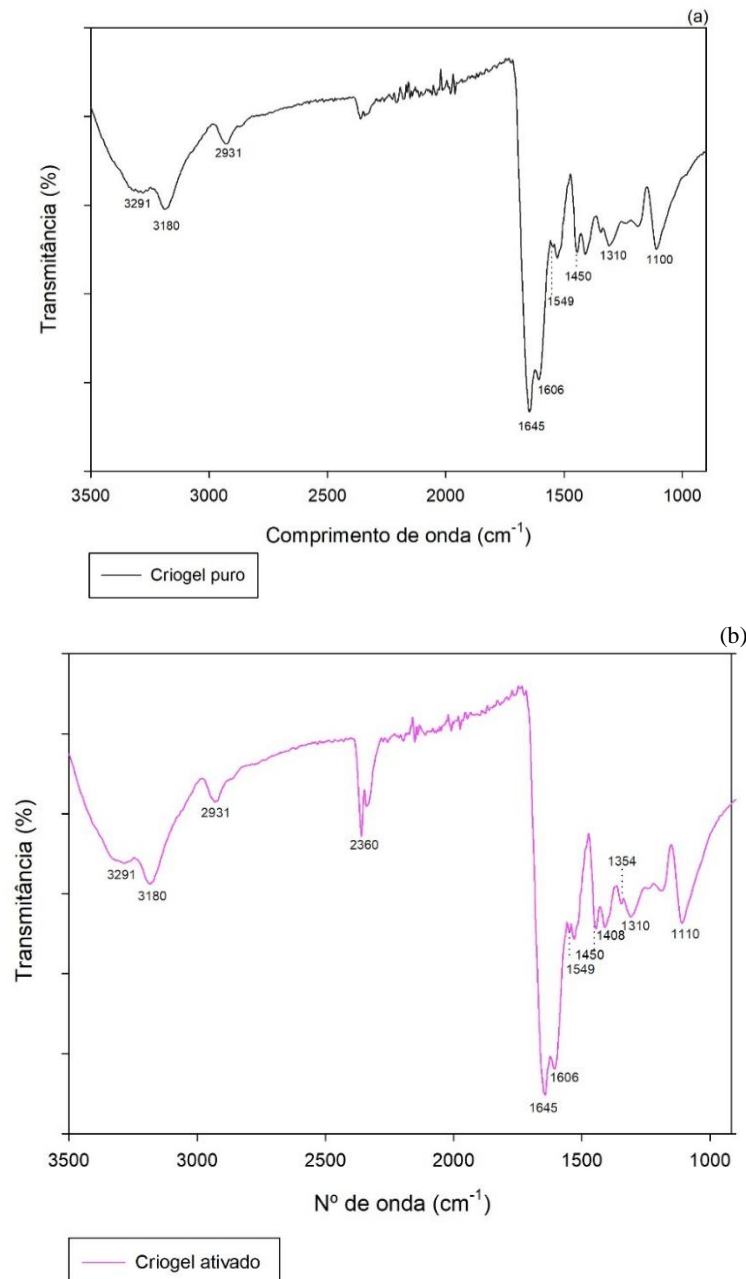 (a)
Transmitância (%)
2931
3291
3180
1549
1450
1310
1100
1606
1645
3500 3000 2500 2000 1500 1000
Comprimento de onda (cm⁻¹)
Criogel puro
(b)
Transmitância (%)
2931
2360
3291
3180
1354
1408
1310
1110
1450
1549
1606
1645
3500 3000 2500 2000 1500 1000
Nº de onda (cm⁻¹)
Criogel ativado